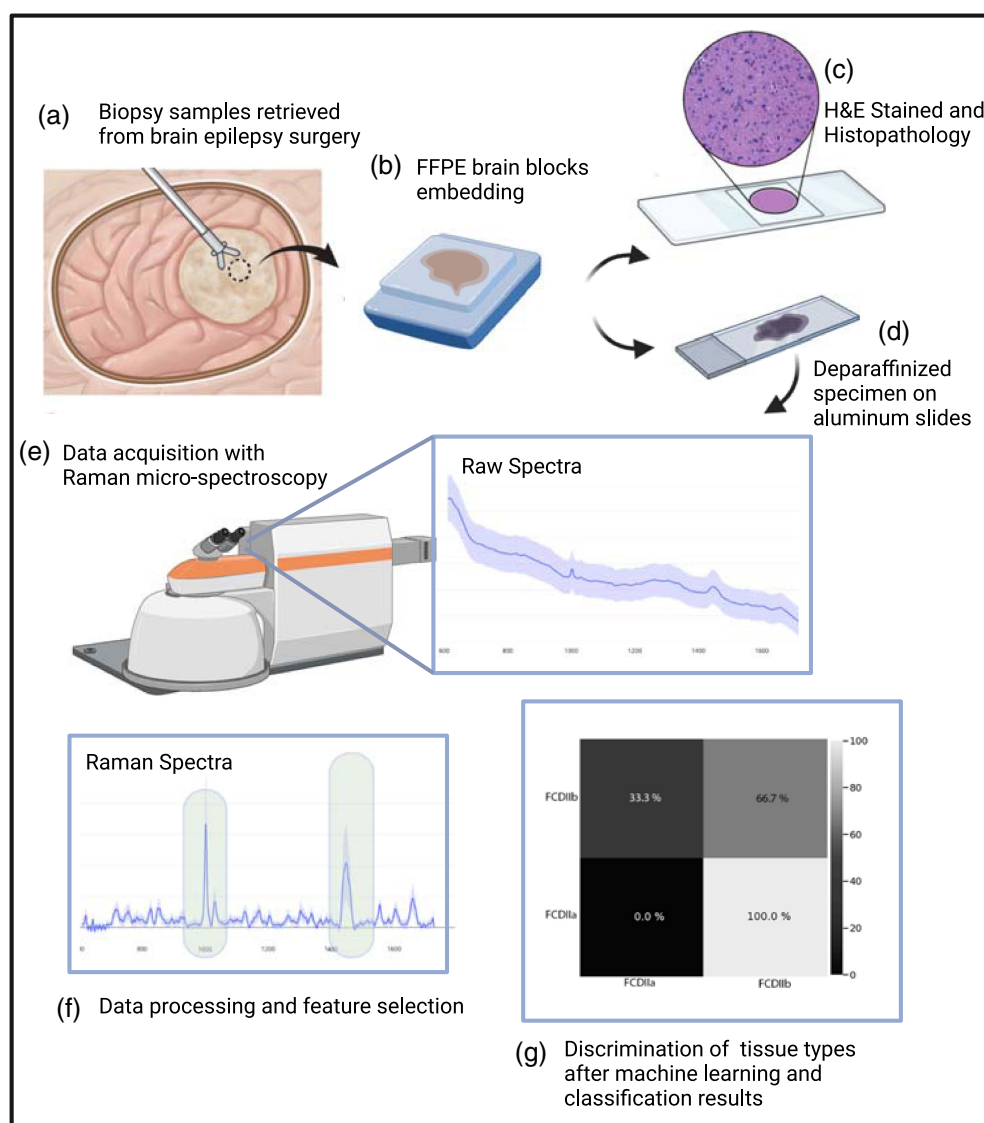 (a) Biopsy samples retrieved
from brain epilepsy surgery
(b) FFPE brain blocks
embedding
(c)
H&E Stained and
Histopathology
(d)
Deparaffinized
specimen on
aluminum slides
(e) Data acquisition with
Raman micro-spectroscopy
Raw Spectra
600 800 1000 1200 1400 1600
Raman Spectra
800 1000 1200 1400 1600
(f) Data processing and feature selection
FCDIIb 33.3 % 66.7 %
FCDIIa 0.0 % 100.0 %
FCDIIa FCDIIb
100
80
60
40
20
0
(g) Discrimination of tissue types
after machine learning and
classification results